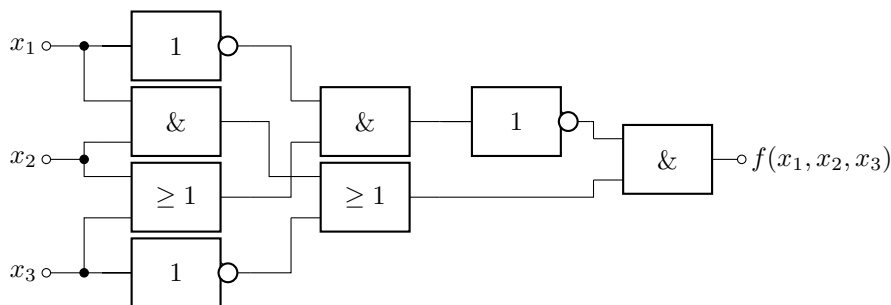 x₁
1
&
& 1
x₂
& f(x₁, x₂, x₃)
≥ 1 ≥ 1
x₃ 1